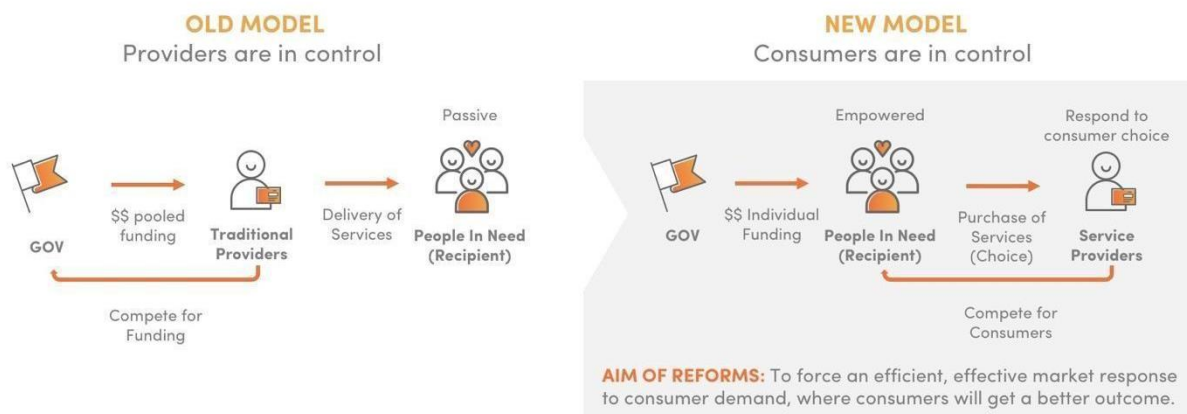 OLD MODEL
Providers are in control
Passive
$$ pooled
funding
Delivery of
Services
GOV
Traditional
Providers
People In Need
(Recipient)
Compete for
Funding
NEW MODEL
Consumers are in control
Empowered
Respond to
consumer choice
$$ Individual
Funding
Purchase of
Services
(Choice)
GOV
People In Need
(Recipient)
Service
Providers
Compete for
Consumers
AIM OF REFORMS: To force an efficient, effective market response
to consumer demand, where consumers will get a better outcome.